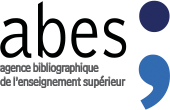 abes
agence bibliographique
de l'enseignement supérieur